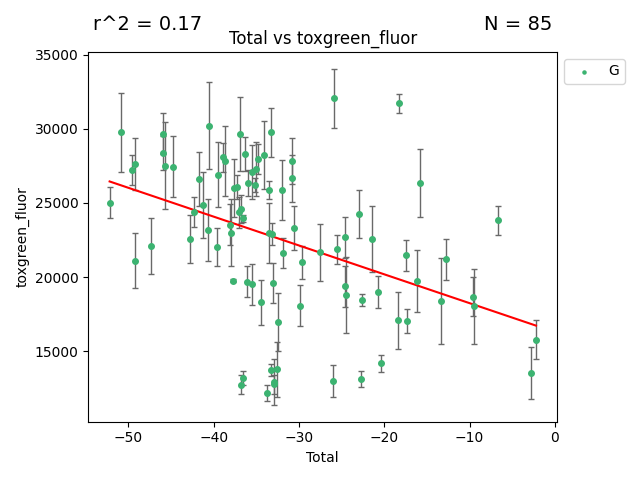 r^2 = 0.17
N = 85
Total vs toxgreen_fluor
35000
30000
25000
20000
15000
toxgreen_fluor
−50
−40
−30
−20
−10
0
Total
G